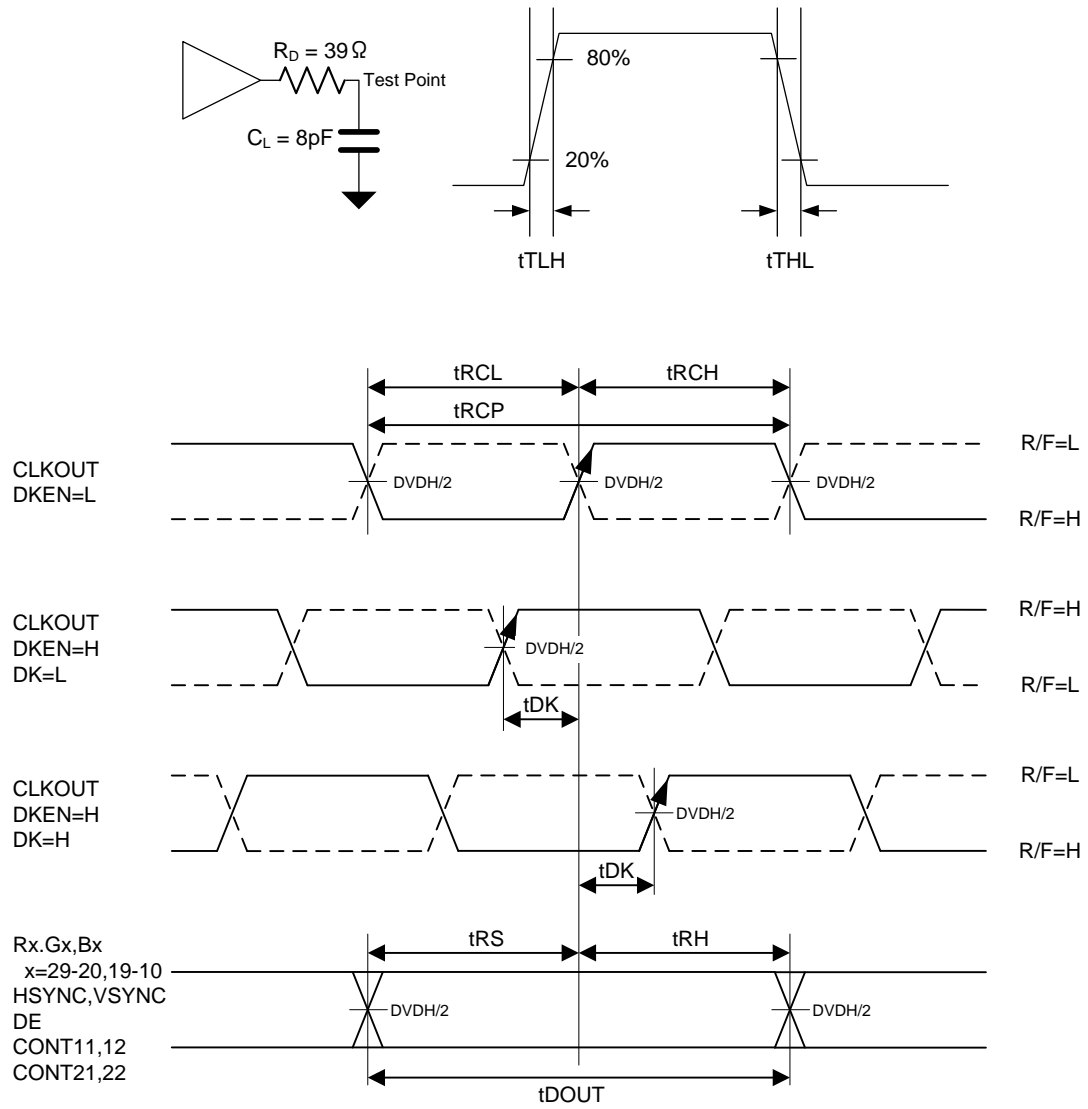 R_D = 39Ω
Test Point
C_L = 8pF
80%
20%
tTLH
tTHL
tRCL
tRCH
tRCP
R/F=L
CLKOUT
DKEN=L
DVDH/2
DVDH/2
DVDH/2
R/F=H
CLKOUT
DKEN=H
DK=L
R/F=H
DVDH/2
R/F=L
tDK
CLKOUT
DKEN=H
DK=H
R/F=L
DVDH/2
R/F=H
tDK
Rx.Gx,Bx
x=29-20,19-10
HSYNC,VSYNC
DE
CONT11,12
CONT21,22
tRS
tRH
DVDH/2
DVDH/2
tDOUT